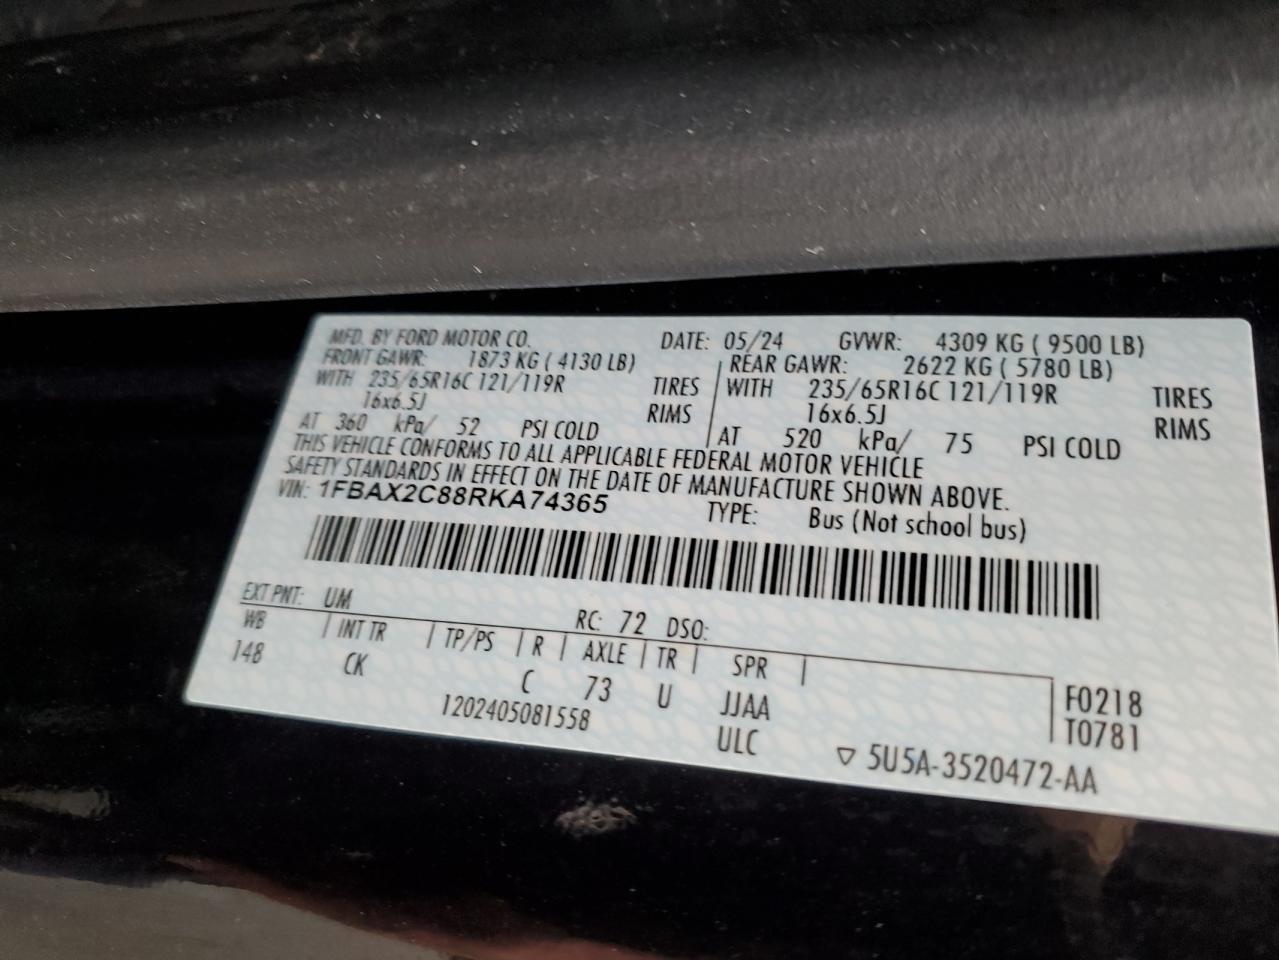 MFD. BY FORD MOTOR CO. DATE: 05/24 GVWR: 4309 KG ( 9500 LB)
FRONT GAWR: 1873 KG ( 4130 LB) REAR GAWR: 2622 KG ( 5780 LB)
WITH 235/65R16C 121/119R TIRES WITH 235/65R16C 121/119R TIRES
16x6.5J RIMS 16x6.5J RIMS
AT 360 kPa/ 52 PSI COLD AT 520 kPa/ 75 PSI COLD
THIS VEHICLE CONFORMS TO ALL APPLICABLE FEDERAL MOTOR VEHICLE
SAFETY STANDARDS IN EFFECT ON THE DATE OF MANUFACTURE SHOWN ABOVE.
VIN: 1FBAX2C88RKA74365 TYPE: Bus (Not school bus)
EXT PNT: UM RC: 72 DSO:
WB INT TR TP/PS R AXLE TR SPR
148 CK C 73 U JJAA F0218
1202405081558 ULC T0781
▽ 5U5A-3520472-AA